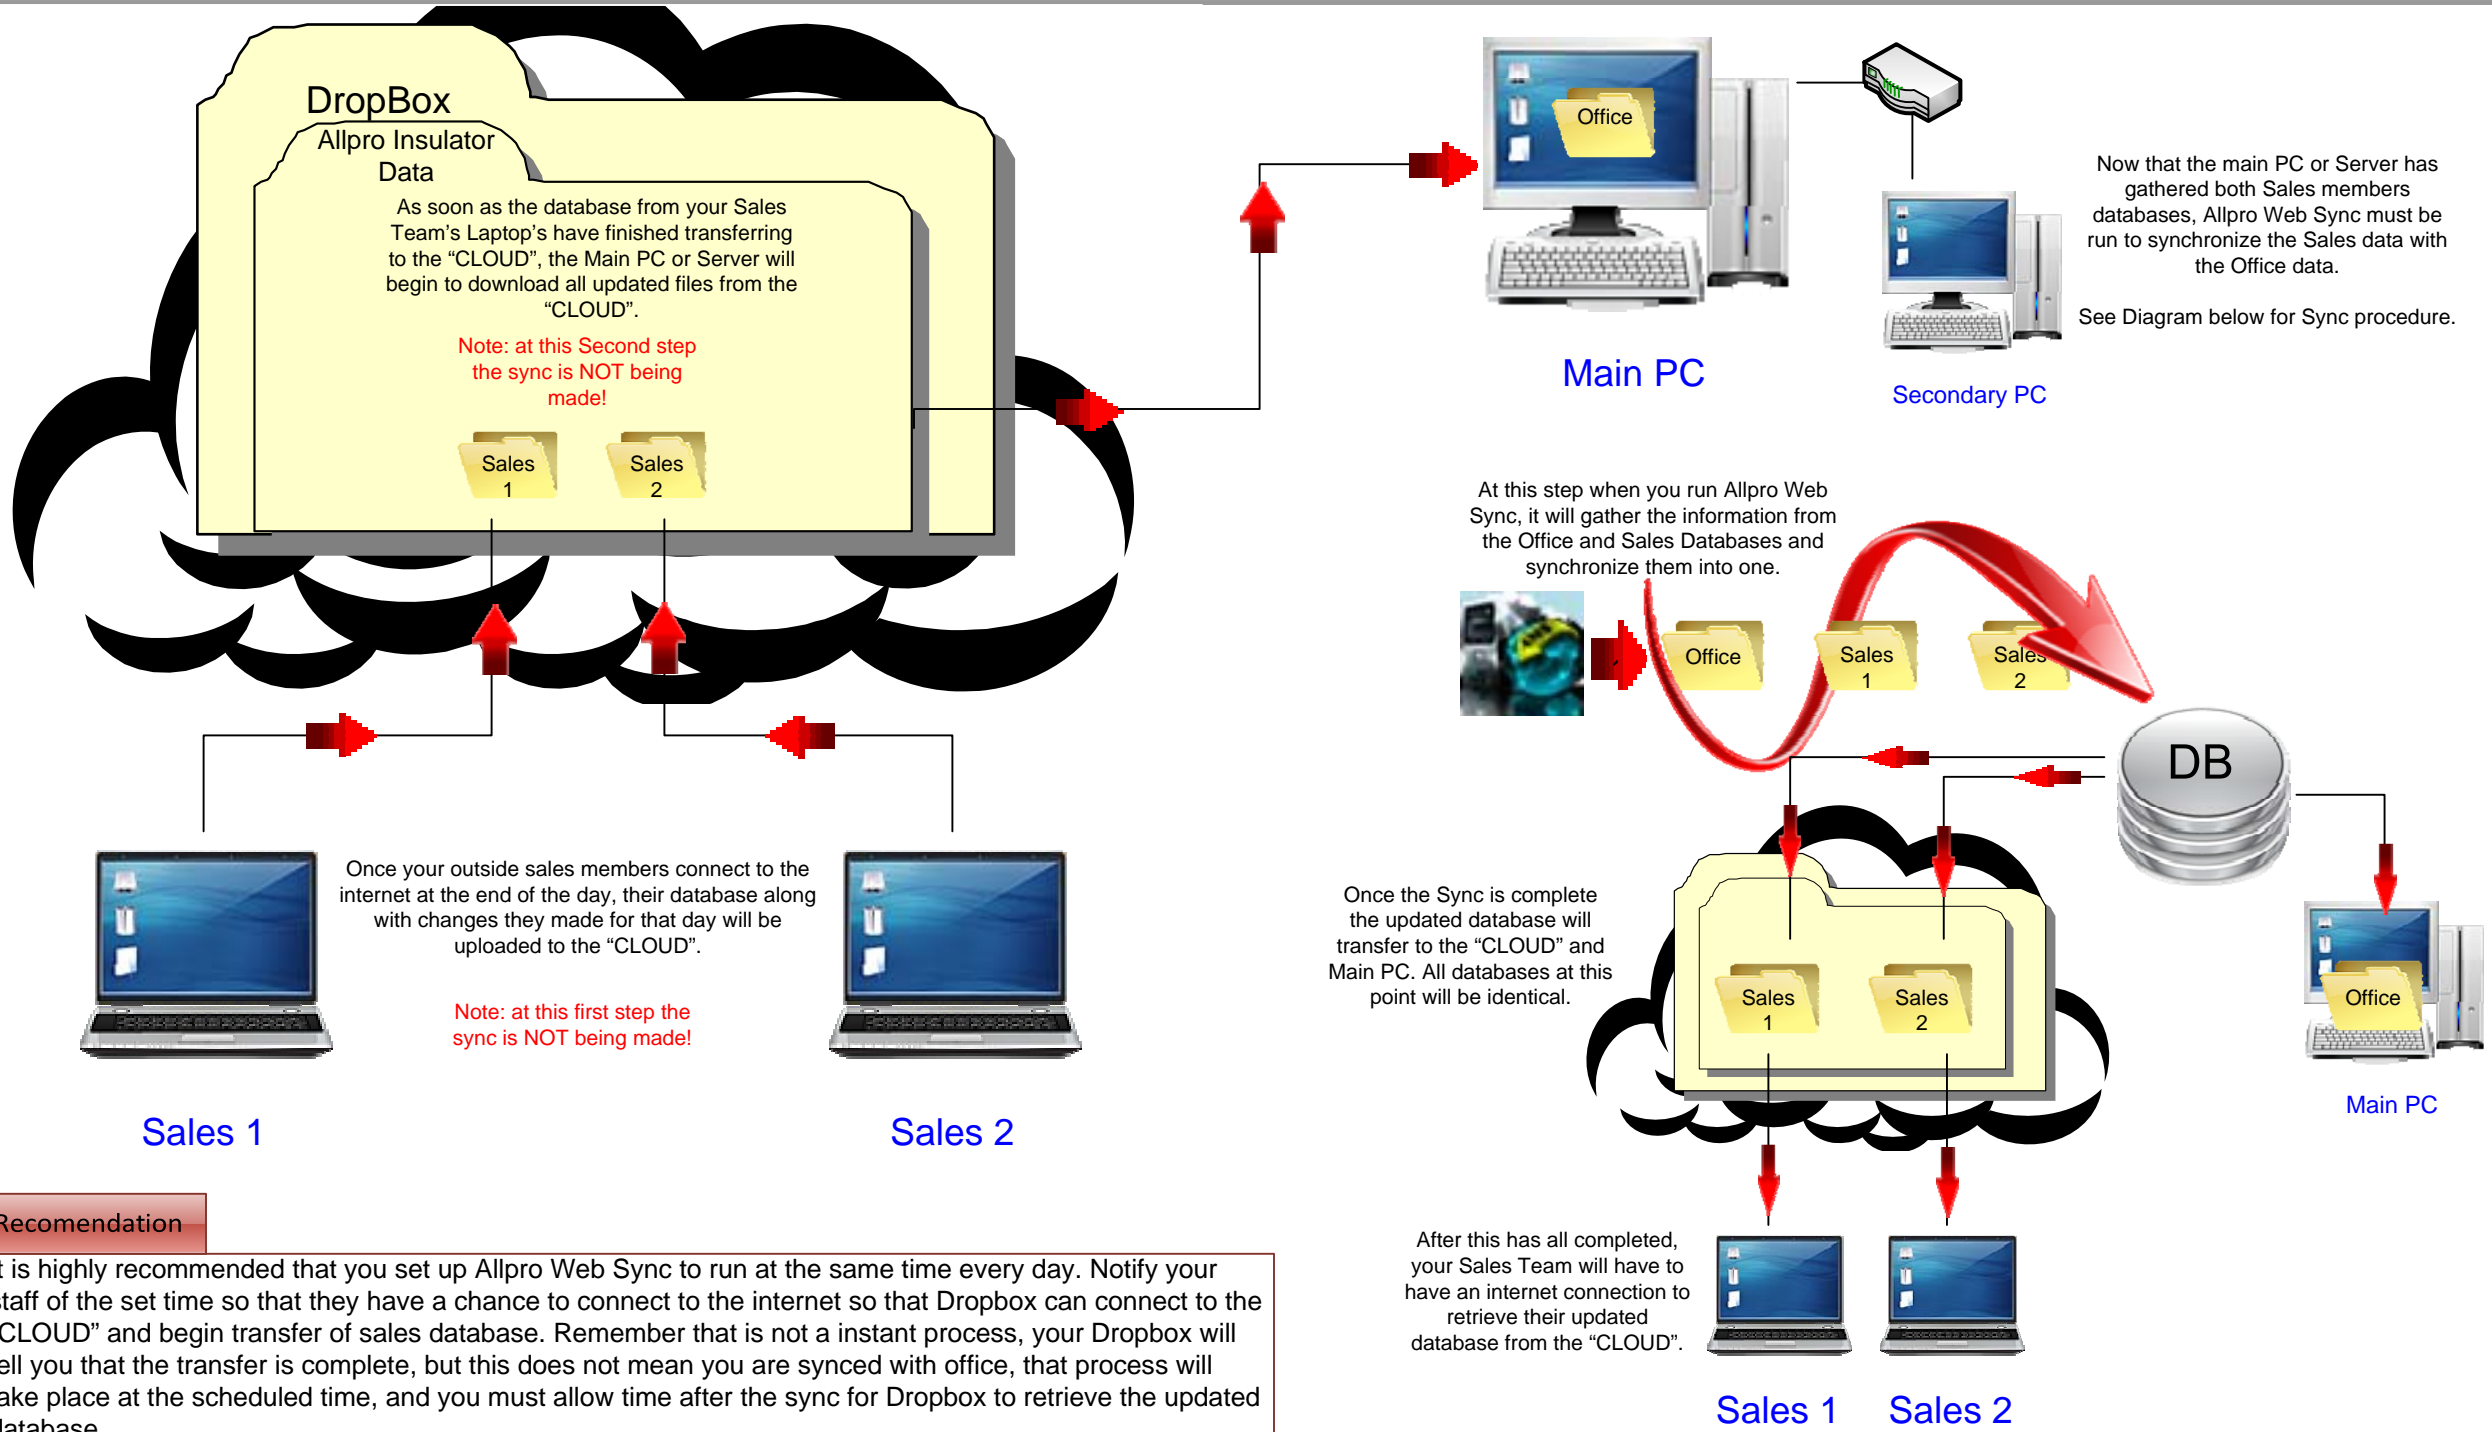 DropBox
Allpro Insulator
Data
As soon as the database from your Sales
Team's Laptop's have finished transferring
to the “CLOUD”, the Main PC or Server will
begin to download all updated files from the
“CLOUD”.
Note: at this Second step
the sync is NOT being
made!
Sales
1
Sales
2
Once your outside sales members connect to the
internet at the end of the day, their database along
with changes they made for that day will be
uploaded to the “CLOUD”.
Note: at this first step the
sync is NOT being made!
Sales 1
Sales 2
Recomendation
t is highly recommended that you set up Allpro Web Sync to run at the same time every day. Notify your
staff of the set time so that they have a chance to connect to the internet so that Dropbox can connect to the
CLOUD” and begin transfer of sales database. Remember that is not a instant process, your Dropbox will
ell you that the transfer is complete, but this does not mean you are synced with office, that process will
ake place at the scheduled time, and you must allow time after the sync for Dropbox to retrieve the updated
database
Office
Main PC
Secondary PC
Now that the main PC or Server has
gathered both Sales members
databases, Allpro Web Sync must be
run to synchronize the Sales data with
the Office data.
See Diagram below for Sync procedure.
At this step when you run Allpro Web
Sync, it will gather the information from
the Office and Sales Databases and
synchronize them into one.
Office
Sales
1
Sales
2
DB
Once the Sync is complete
the updated database will
transfer to the “CLOUD” and
Main PC. All databases at this
point will be identical.
Sales
1
Sales
2
Office
Main PC
After this has all completed,
your Sales Team will have to
have an internet connection to
retrieve their updated
database from the “CLOUD”.
Sales 1
Sales 2